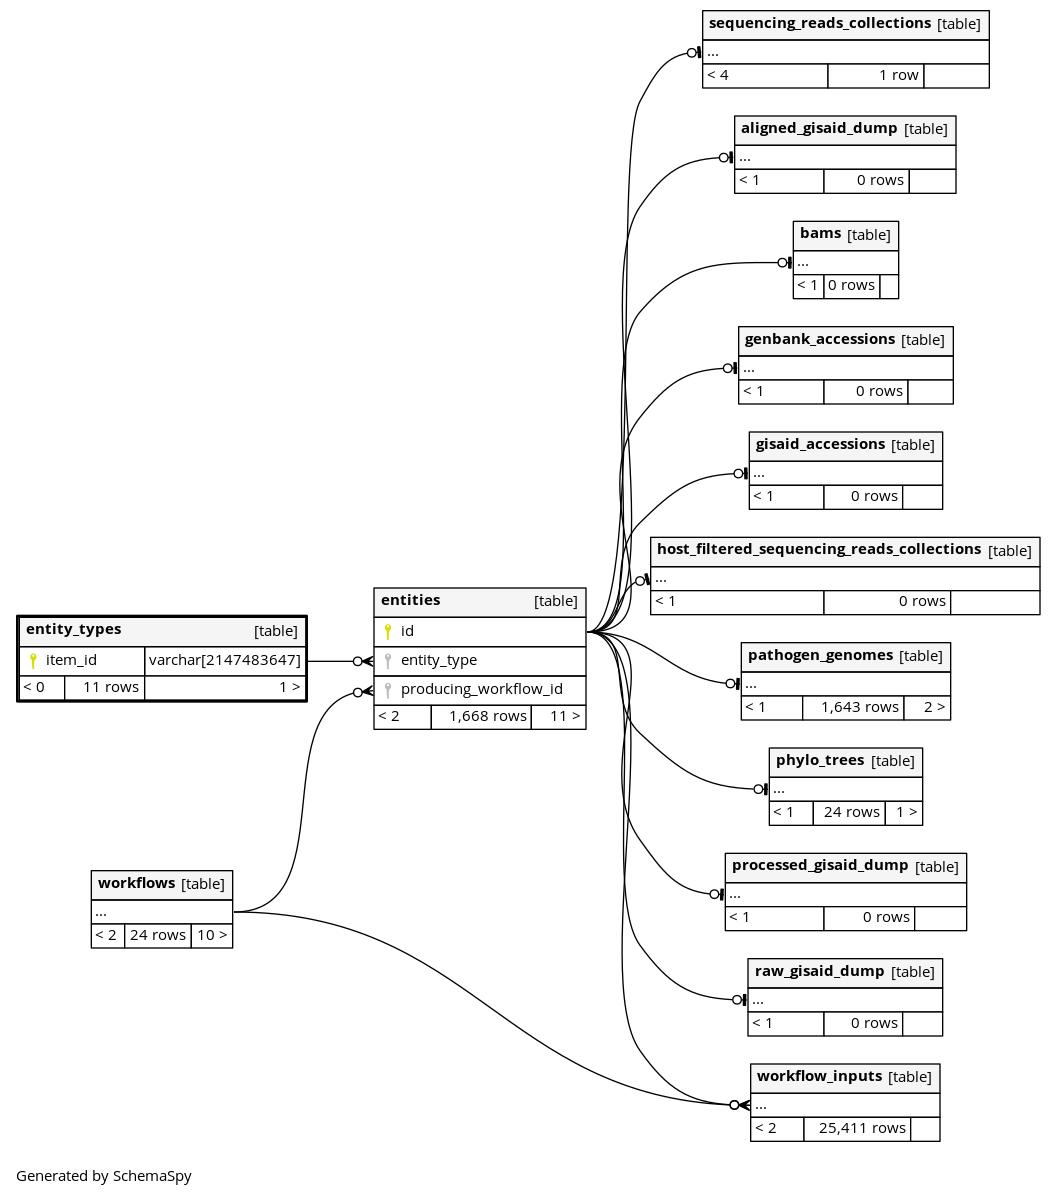 sequencing_reads_collections [table]
...
< 4 1 row
aligned_gisaid_dump [table]
...
< 1 0 rows
bams [table]
...
< 1 0 rows
genbank_accessions [table]
...
< 1 0 rows
gisaid_accessions [table]
...
< 1 0 rows
host_filtered_sequencing_reads_collections [table]
...
< 1 0 rows
entity_types [table]
item_id varchar[2147483647]
< 0 11 rows 1 >
entities [table]
id
entity_type
producing_workflow_id
< 2 1,668 rows 11 >
pathogen_genomes [table]
...
< 1 1,643 rows 2 >
phylo_trees [table]
...
< 1 24 rows 1 >
workflows [table]
...
< 2 24 rows 10 >
processed_gisaid_dump [table]
...
< 1 0 rows
raw_gisaid_dump [table]
...
< 1 0 rows
workflow_inputs [table]
...
< 2 25,411 rows
Generated by SchemaSpy